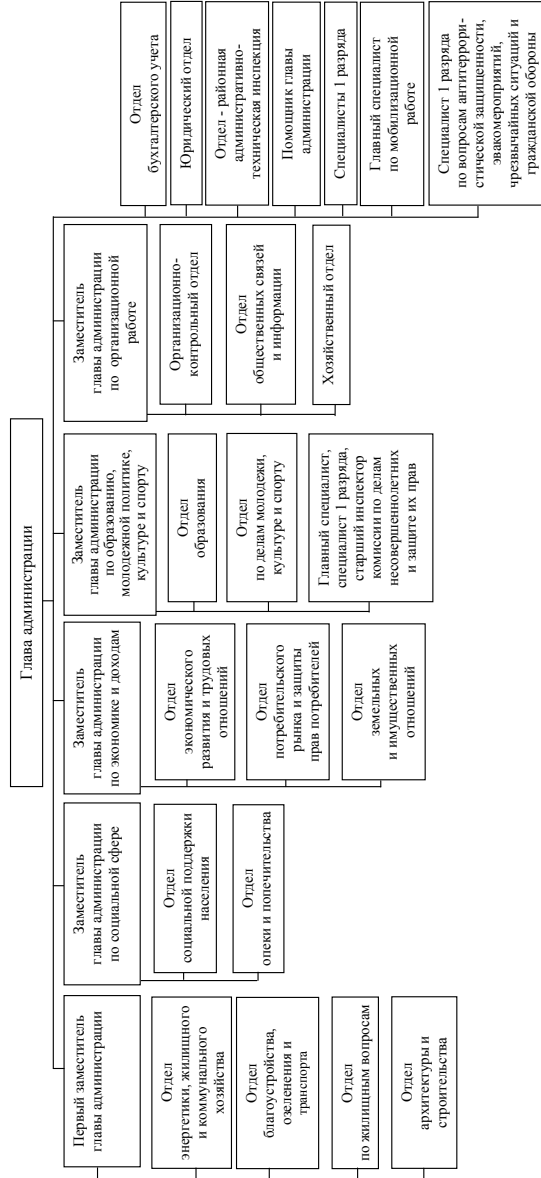 Глава администрации
Первый заместитель
главы администрации
Отдел
энергетики, жилищного
и коммунального
хозяйства
Отдел
благоустройства,
озеленения и
транспорта
Отдел
по жилищным вопросам
Отдел
архитектуры и
строительства
Заместитель
главы администрации
по социальной сфере
Отдел
социальной поддержки
населения
Отдел
опеки и попечительства
Заместитель
главы администрации
по экономике и доходам
Отдел
экономического
развития и трудовых
отношений
Отдел
потребительского
рынка и защиты
прав потребителей
Отдел
земельных
и имущественных
отношений
Заместитель
главы администрации
по образованию,
молодежной политике,
культуре и спорту
Отдел
образования
Отдел
по делам молодежи,
культуре и спорту
Главный специалист,
специалист 1 разряда,
старший инспектор
комиссии по делам
несовершеннолетних
и защите их прав
Заместитель
главы администрации
по организационной
работе
Организационно-
контрольный отдел
Отдел
общественных связей
и информации
Хозяйственный отдел
Отдел
бухгалтерского учета
Юридический отдел
Отдел - районная
административно-
техническая инспекция
Помощник главы
администрации
Специалисты 1 разряда
Главный специалист
по мобилизационной
работе
Специалист 1 разряда
по вопросам антитеррори-
стической защищенности,
эвакомероприятий,
чрезвычайных ситуаций и
гражданской обороны